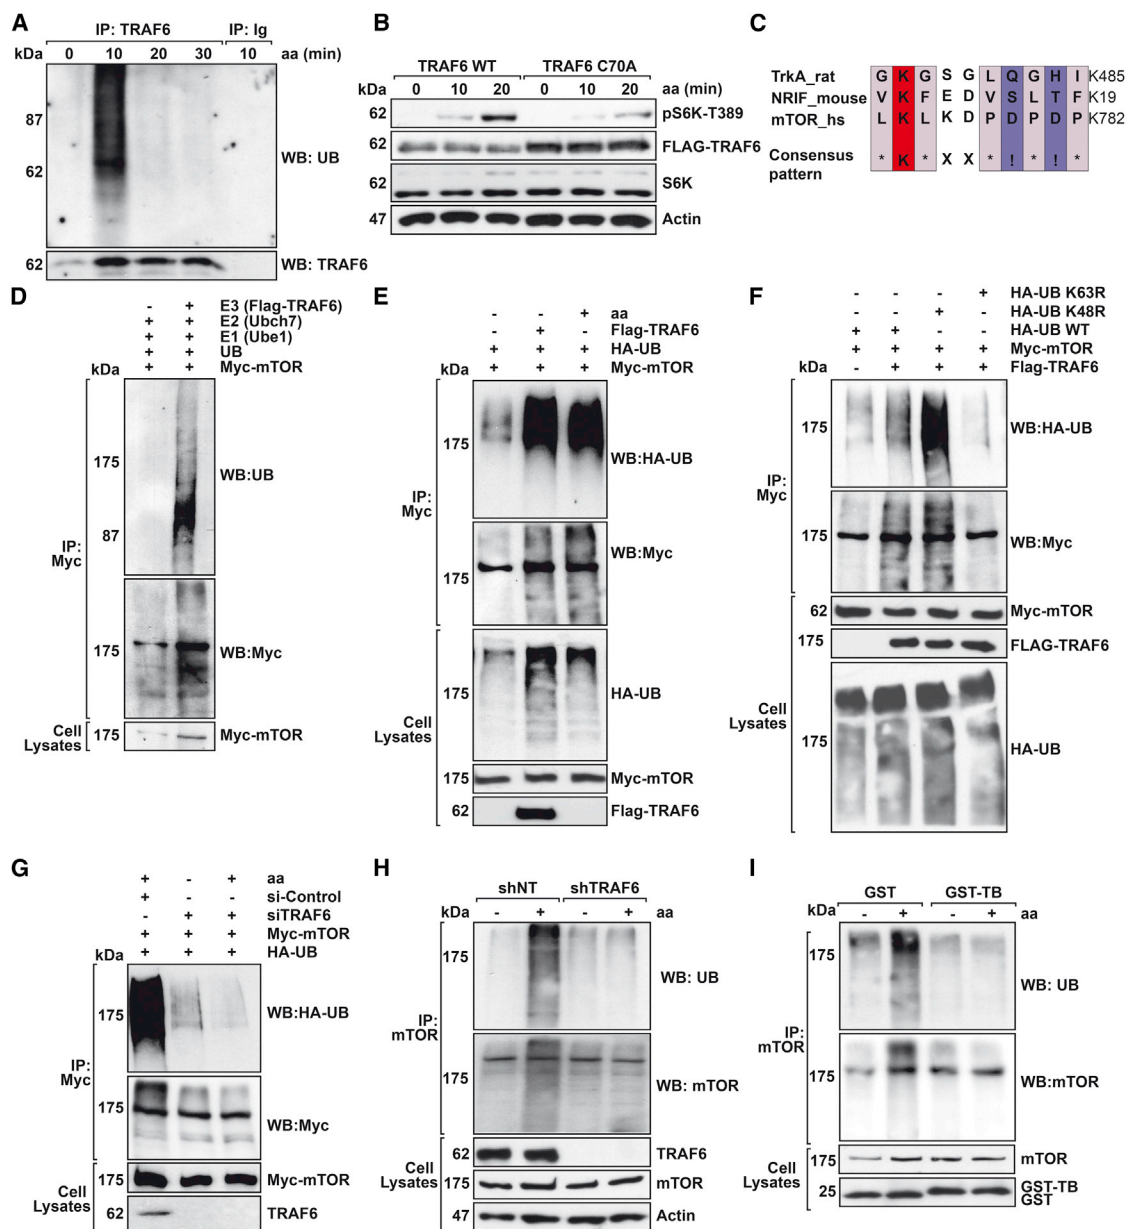 A
IP: TRAF6 IP: Ig
kDa 0 10 20 30 10 aa (min)
87
62
WB: UB
62 WB: TRAF6
B
TRAF6 WT TRAF6 C70A
kDa 0 10 20 0 10 20 aa (min)
62 pS6K-T389
62 FLAG-TRAF6
62 S6K
47 Actin
C
TrkA_rat G K G S G L Q G H I K485
NRIF_mouse V K F E D V S L T F K19
mTOR_hs L K L K D P D P D P K782
Consensus pattern * K * X X * ! * ! *
D
- + E3 (Flag-TRAF6)
+ + E2 (Ubch7)
+ + E1 (Ube1)
+ + UB
kDa + + Myc-mTOR
175
87
WB:UB
IP: Myc
175 WB:Myc
Cell Lysates 175 Myc-mTOR
E
- - + aa
- + - Flag-TRAF6
+ + + HA-UB
kDa + + + Myc-mTOR
175 WB:HA-UB
IP: Myc
175 WB:Myc
175 HA-UB
Cell Lysates
175 Myc-mTOR
62 Flag-TRAF6
F
- - - + HA-UB K63R
- - + - HA-UB K48R
+ + - - HA-UB WT
+ + + + Myc-mTOR
kDa - + + + Flag-TRAF6
175 WB:HA-UB
IP: Myc
175 WB:Myc
62 Myc-mTOR
175 FLAG-TRAF6
Cell Lysates
175 HA-UB
G
+ - + aa
+ - - si-Control
- + + siTRAF6
+ + + Myc-mTOR
kDa + + + HA-UB
175 WB:HA-UB
IP: Myc
175 WB:Myc
Cell Lysates
175 Myc-mTOR
62 TRAF6
H
shNT shTRAF6
kDa - + - + aa
175 WB: UB
IP: mTOR
175 WB: mTOR
Cell Lysates
62 TRAF6
175 mTOR
47 Actin
I
GST GST-TB
kDa - + - + aa
175 WB: UB
IP: mTOR
175 WB:mTOR
Cell Lysates
175 mTOR
25 GST-TB
GST